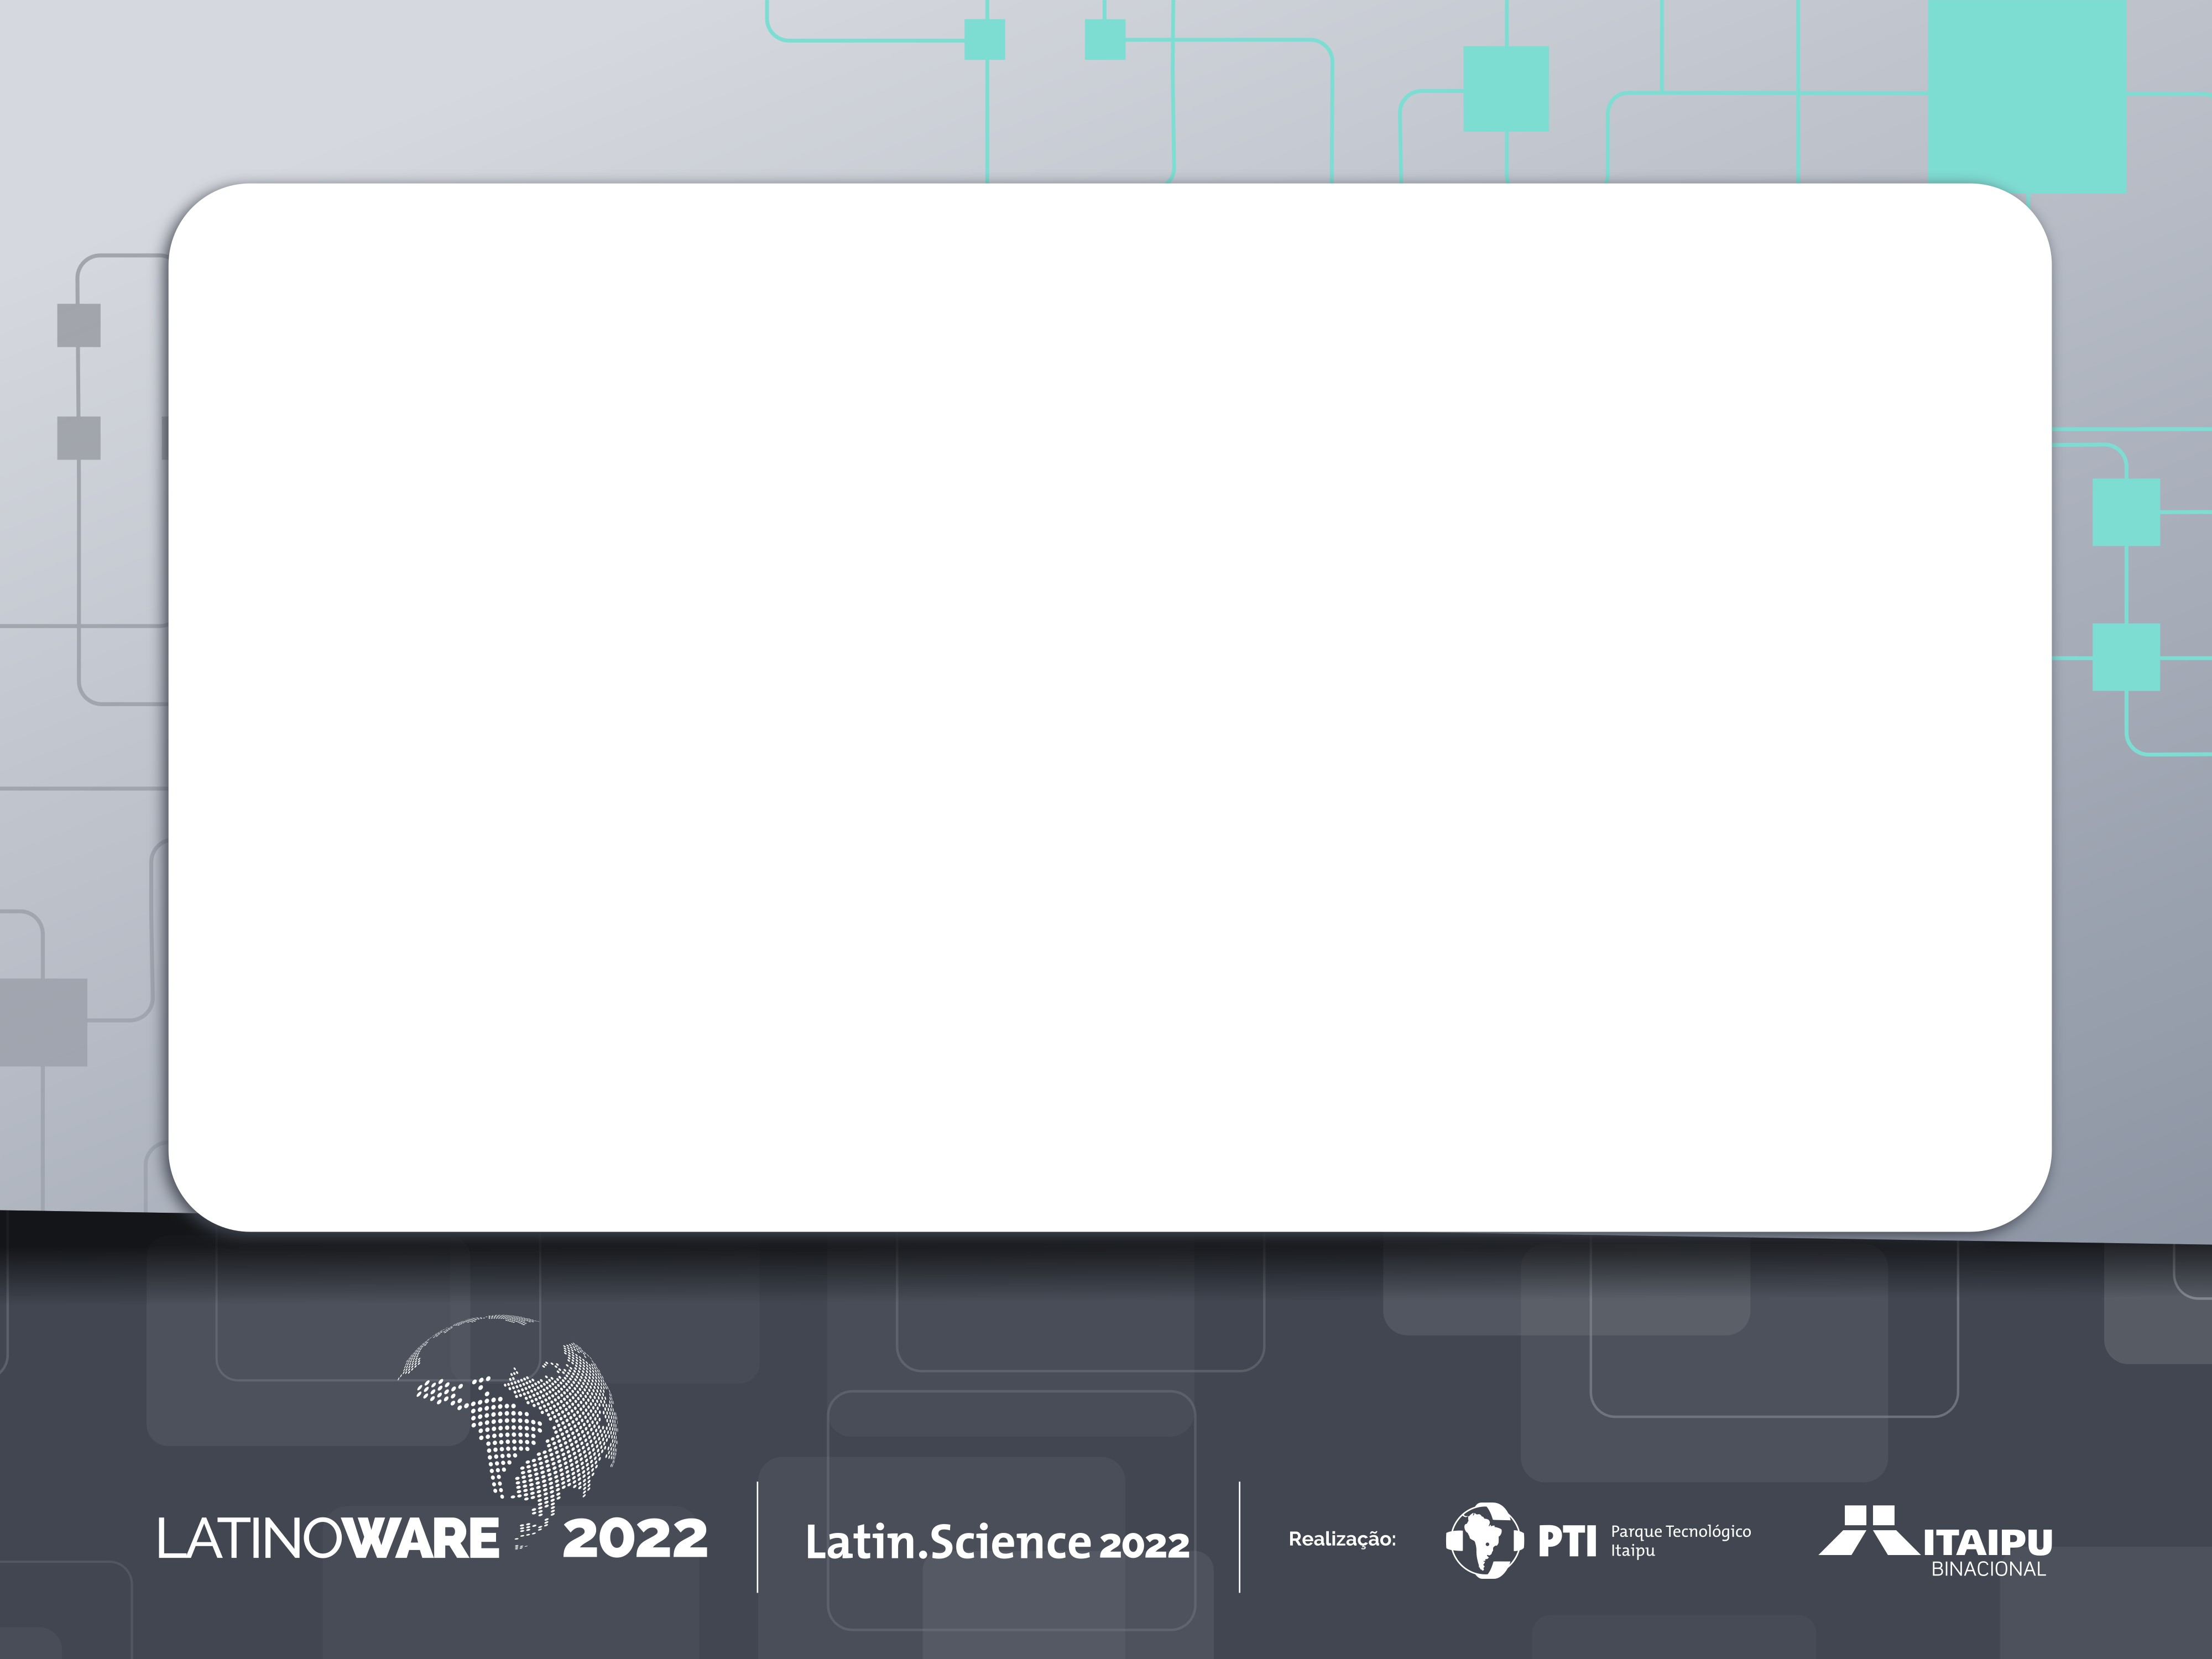 LATINOWARE 2022
Latin.Science 2022
Realização:
PTI
Parque Tecnológico
Itaipu
ITAIPU
BINACIONAL